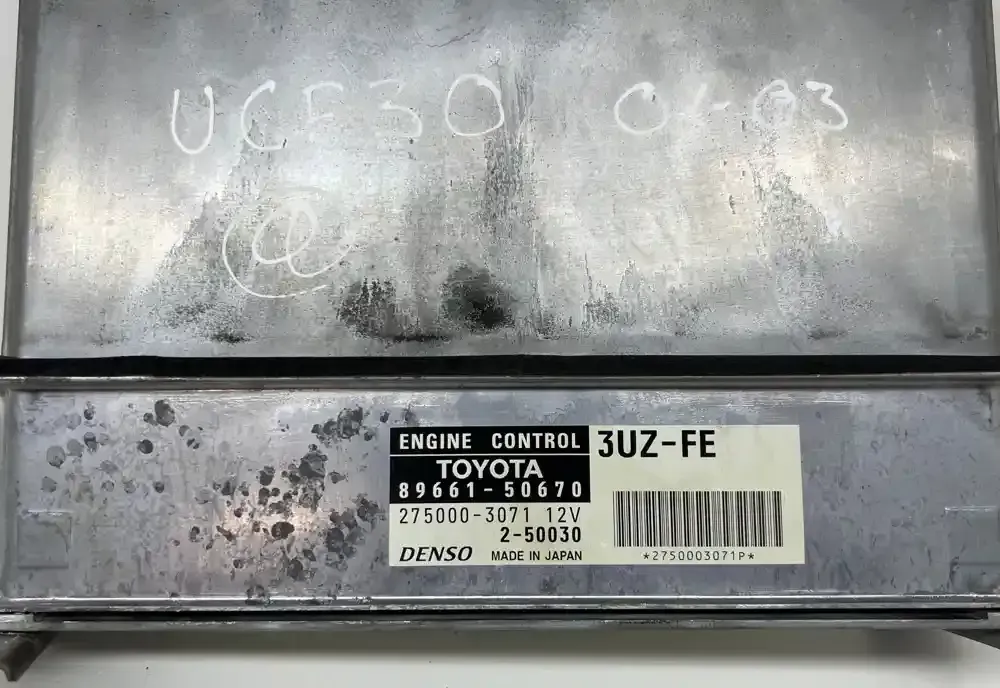 UCF30 01-03
@
ENGINE CONTROL
TOYOTA
89661-50670
275000-3071 12V
2-50030
DENSO MADE IN JAPAN
3UZ-FE
*2750003071P*